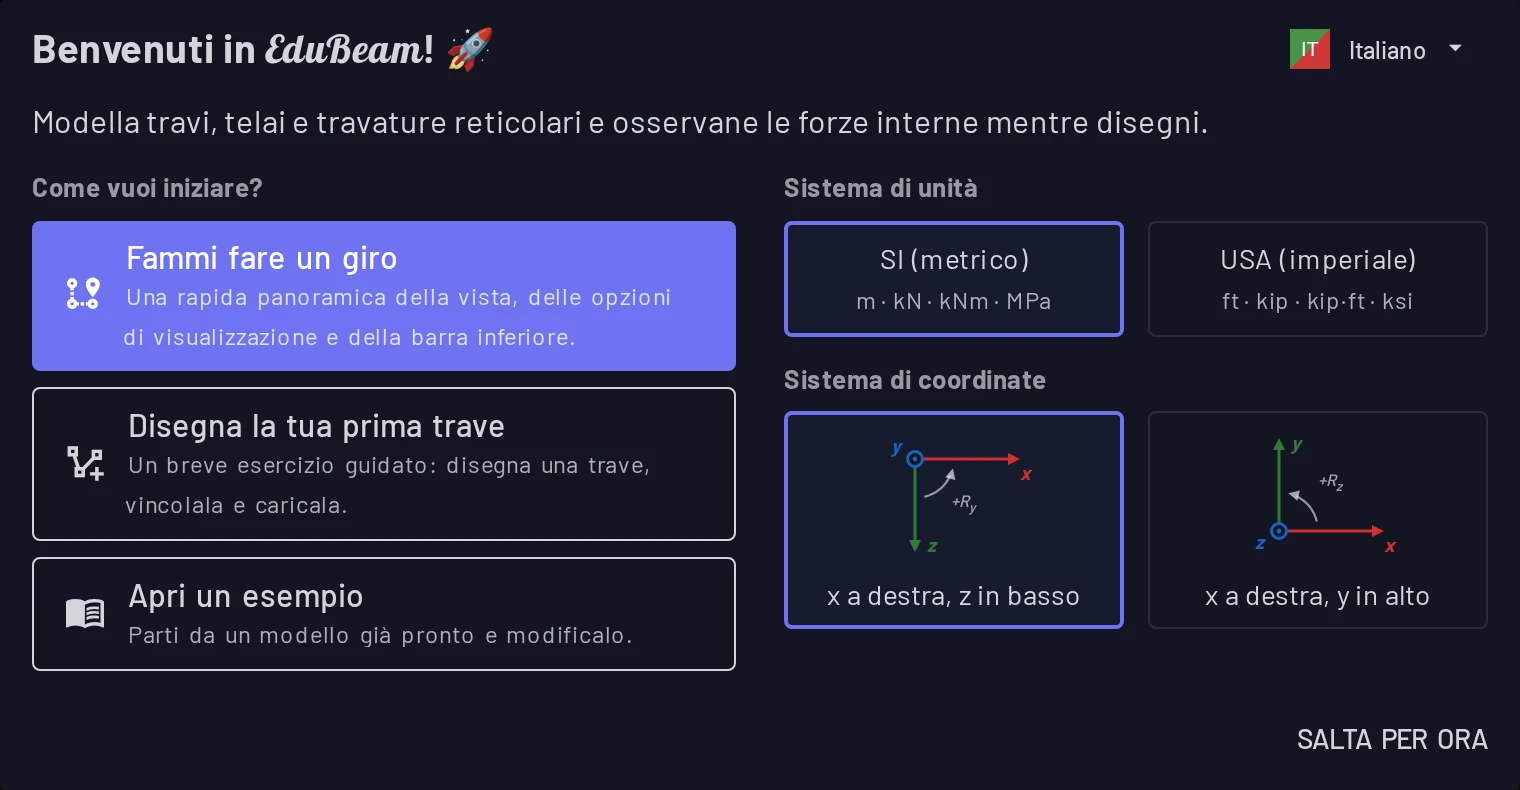 Benvenuti in EduBeam! 🚀
IT Italiano
Modella travi, telai e travature reticolari e osservane le forze interne mentre disegni.
Come vuoi iniziare?
Fammi fare un giro
Una rapida panoramica della vista, delle opzioni
di visualizzazione e della barra inferiore.
Disegna la tua prima trave
Un breve esercizio guidato: disegna una trave,
vincolala e caricala.
Apri un esempio
Parti da un modello già pronto e modificalo.
Sistema di unità
SI (metrico)
m · kN · kNm · MPa
USA (imperiale)
ft · kip · kip·ft · ksi
Sistema di coordinate
y
x
+Ry
z
x a destra, z in basso
y
+Rz
z
x
x a destra, y in alto
SALTA PER ORA